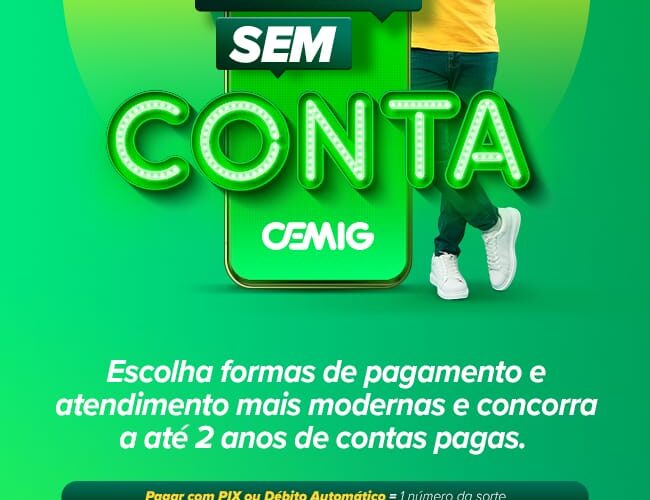 SEM
CONTA
CEMIG
Escolha formas de pagamento e
atendimento mais modernas e concorra
a até 2 anos de contas pagas.
Pagar com PIX ou Débito Automático = 1 número da sorte